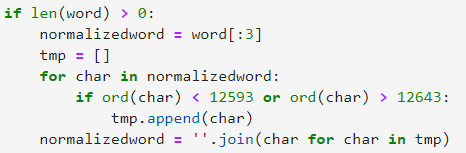 if len(word) > 0:
    normalizedword = word[:3]
    tmp = []
    for char in normalizedword:
        if ord(char) < 12593 or ord(char) > 12643:
            tmp.append(char)
    normalizedword = ''.join(char for char in tmp)